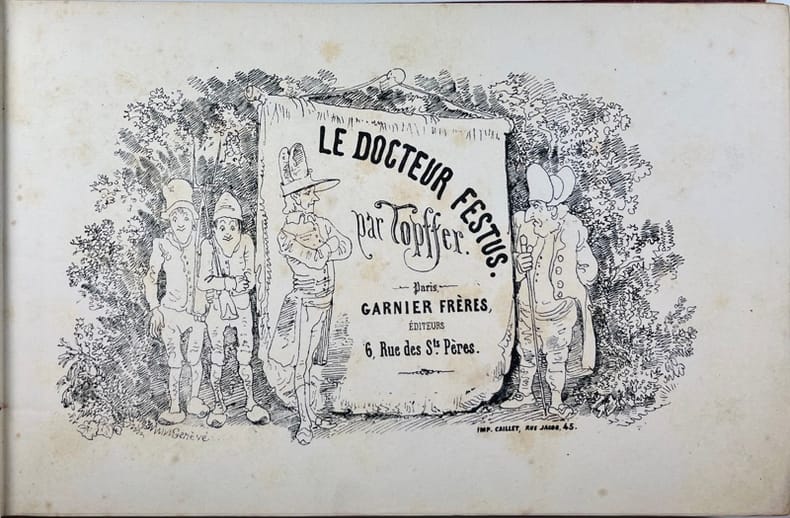 LE DOCTEUR FESTUS.
par Töpffer.
Paris,
GARNIER FRÈRES,
ÉDITEURS
6, Rue des Sts Pères.
IMP. CAILLET, RUE JACOB, 45.
Genève